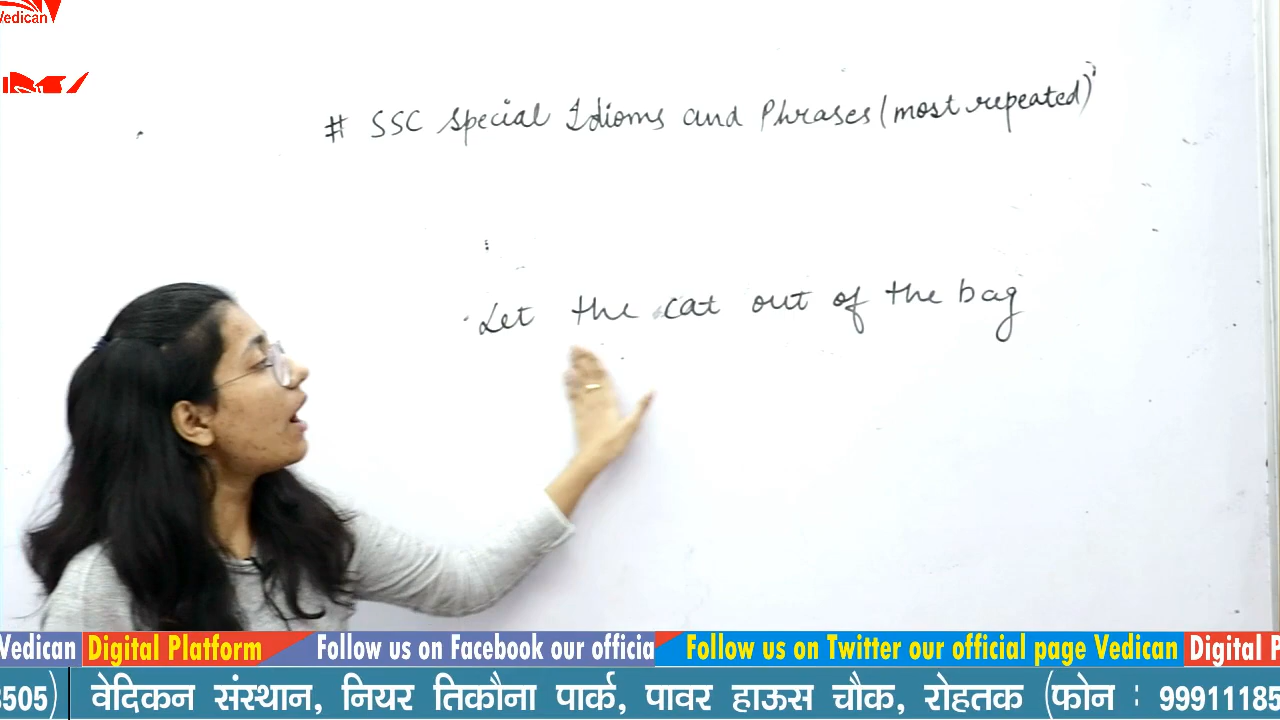 Vedican
# SSC special Idioms and Phrases (most repeated)
Let the cat out of the bag
Vedican Digital Platform Follow us on Facebook our officia Follow us on Twitter our official page Vedican Digital P
3505) वेदिकन संस्थान, नियर तिकौना पार्क, पावर हाऊस चौक, रोहतक (फोन : 99911185